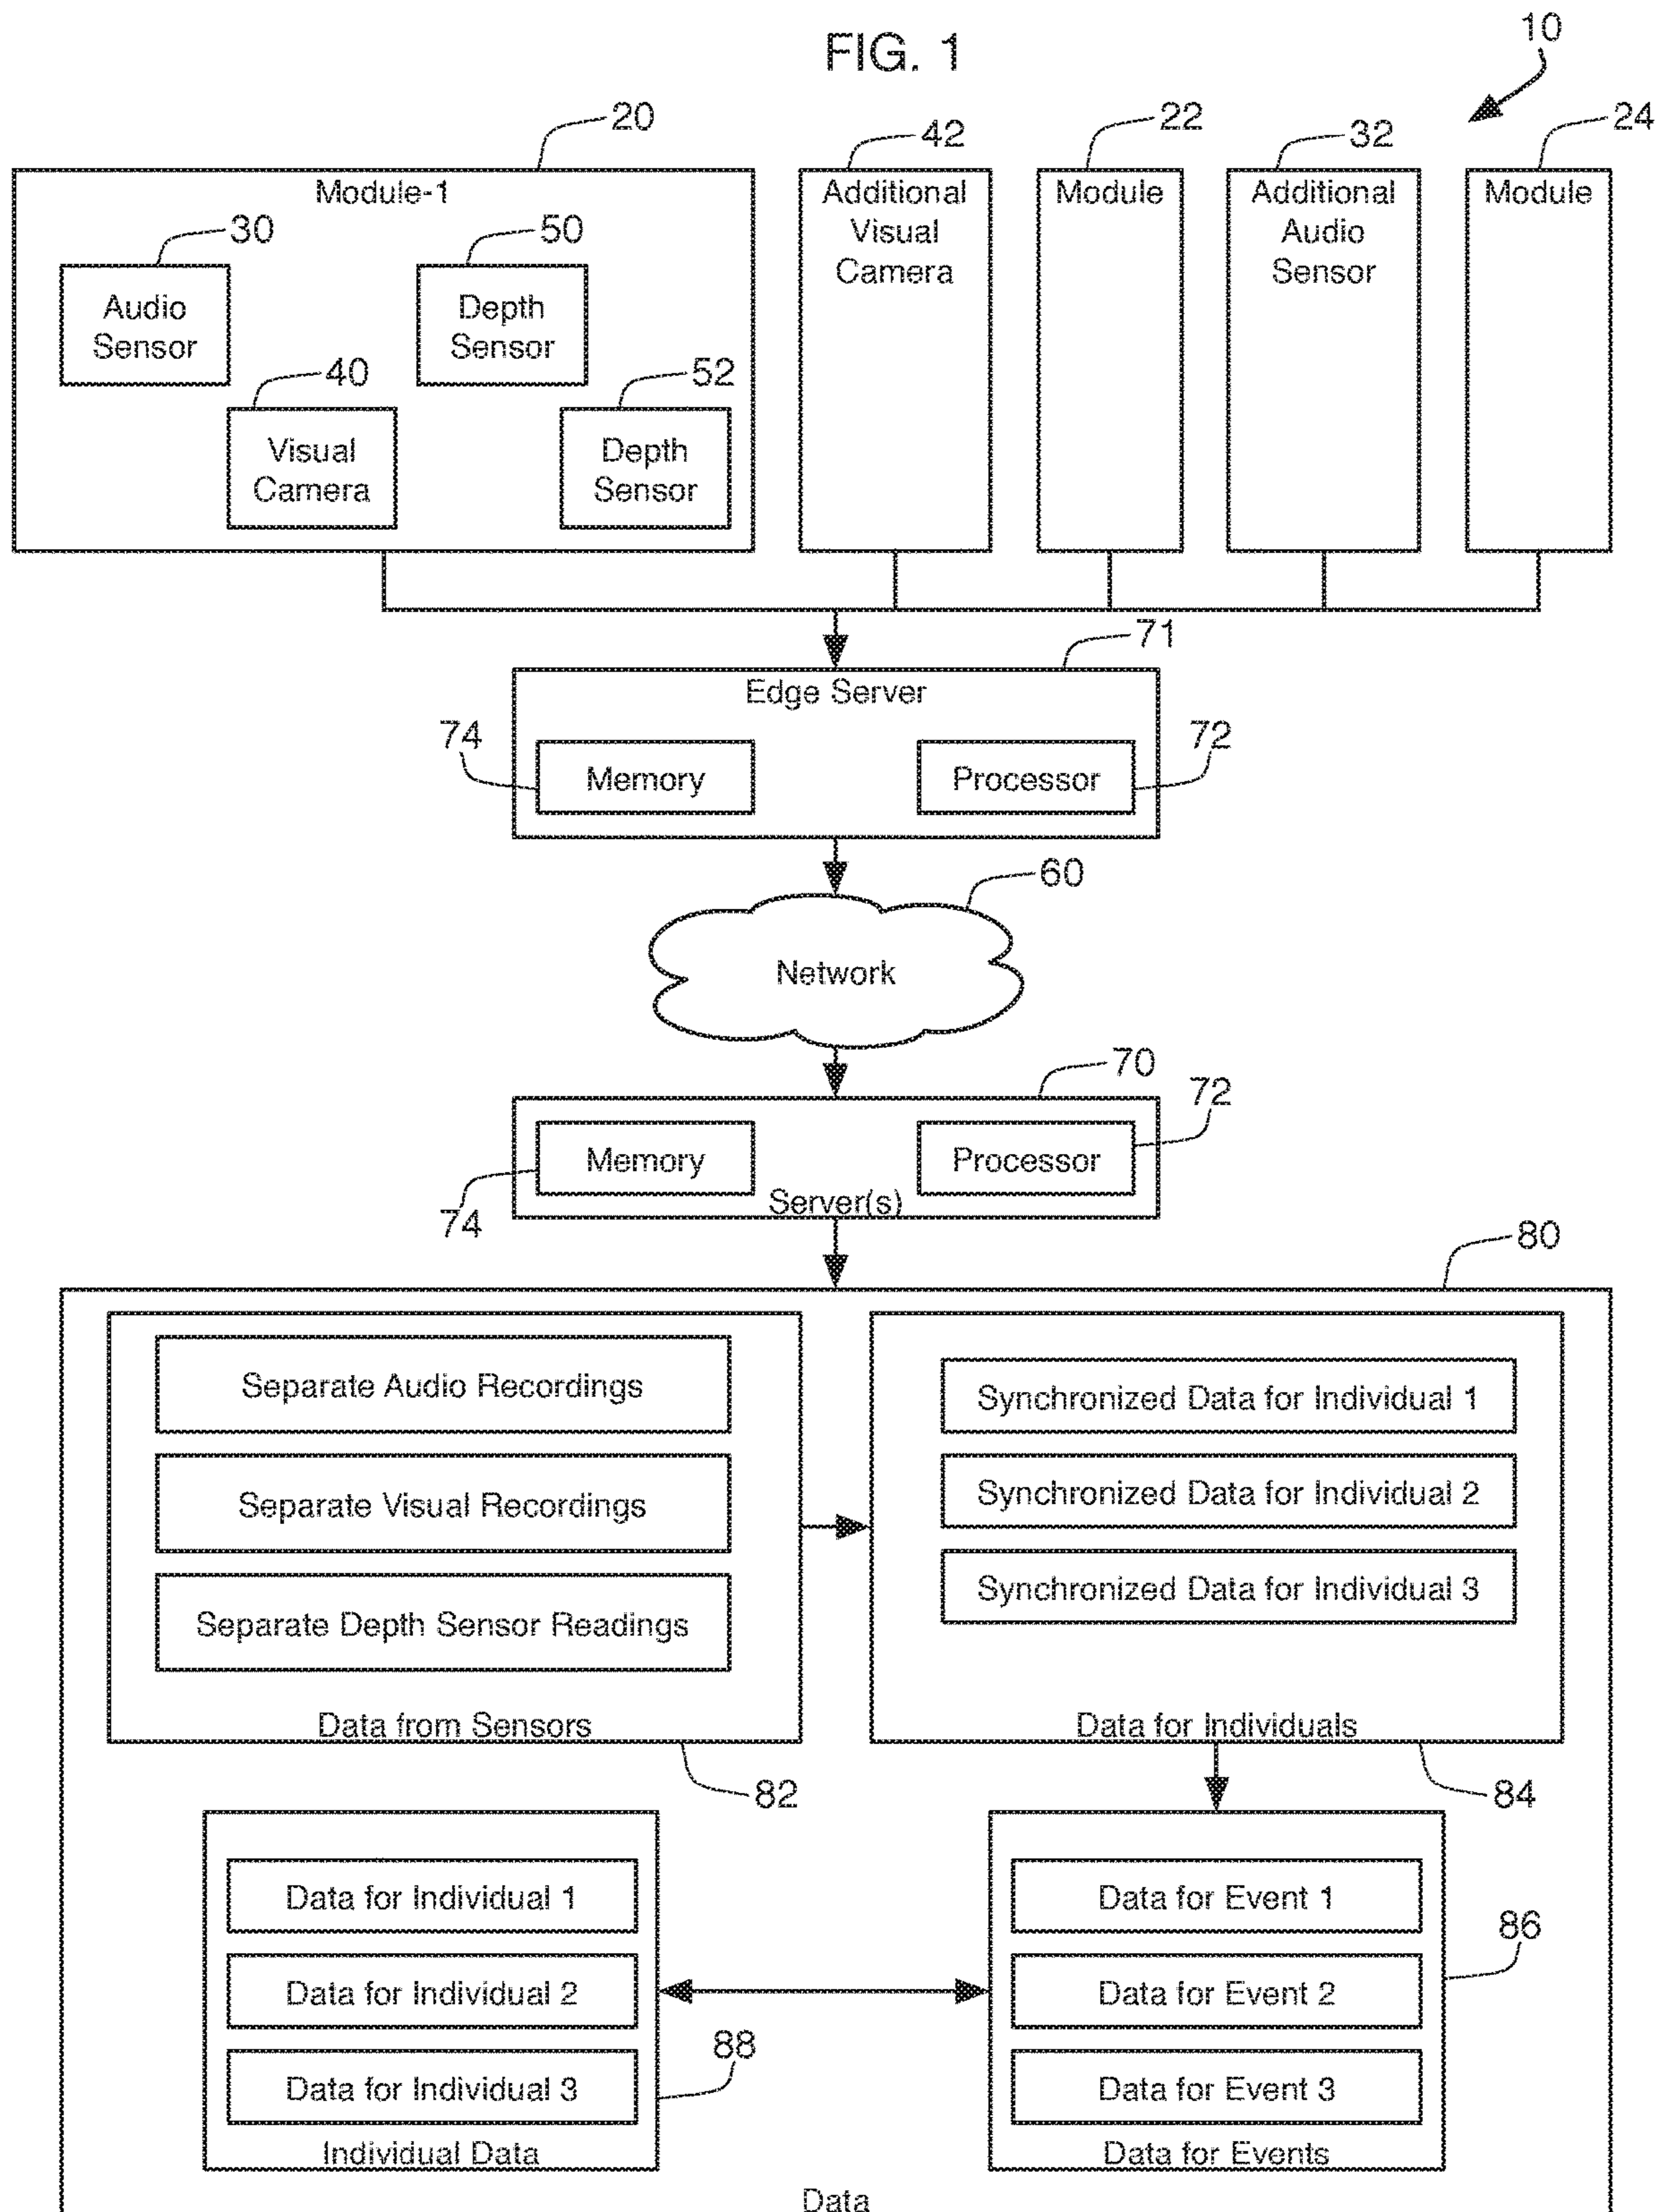 FIG. 1
10
20
42
22
32
24
Module-1
30
50
Audio
Sensor
Depth
Sensor
40
52
Visual
Camera
Depth
Sensor
Additional
Visual
Camera
Module
Additional
Audio
Sensor
Module
71
Edge Server
74
Memory
Processor
72
60
Network
70
72
Memory
Processor
74
Server(s)
80
Separate Audio Recordings
Separate Visual Recordings
Separate Depth Sensor Readings
Data from Sensors
82
Synchronized Data for Individual 1
Synchronized Data for Individual 2
Synchronized Data for Individual 3
Data for Individuals
84
Data for Individual 1
Data for Individual 2
Data for Individual 3
88
Individual Data
Data for Event 1
Data for Event 2
Data for Event 3
86
Data for Events
Data